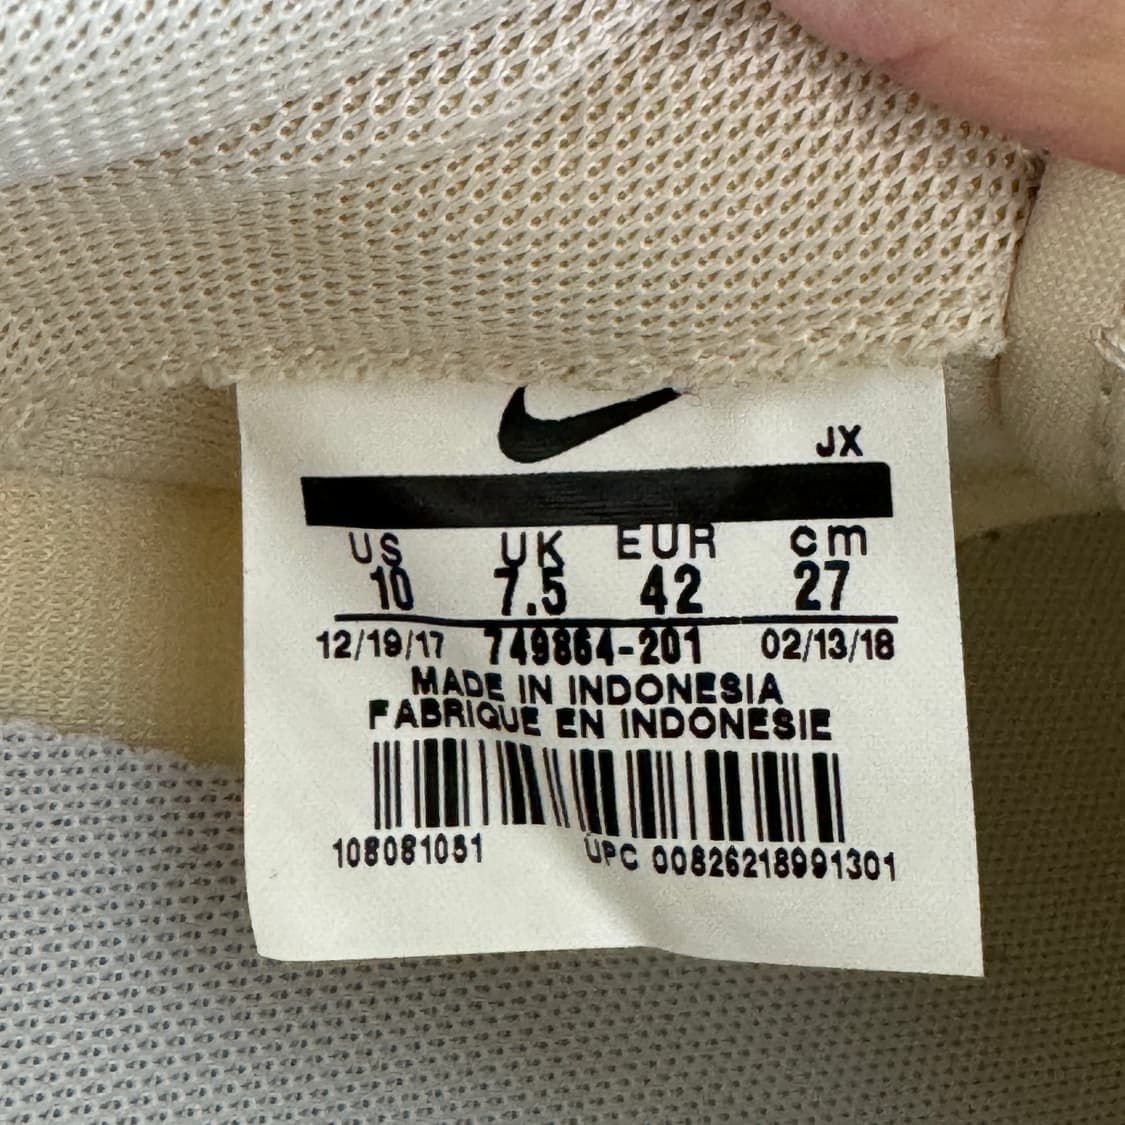 JX
US UK EUR cm
10 7.5 42 27
12/19/17 749864-201 02/13/18
MADE IN INDONESIA
FABRIQUE EN INDONESIE
108081051 UPC 00826218991301